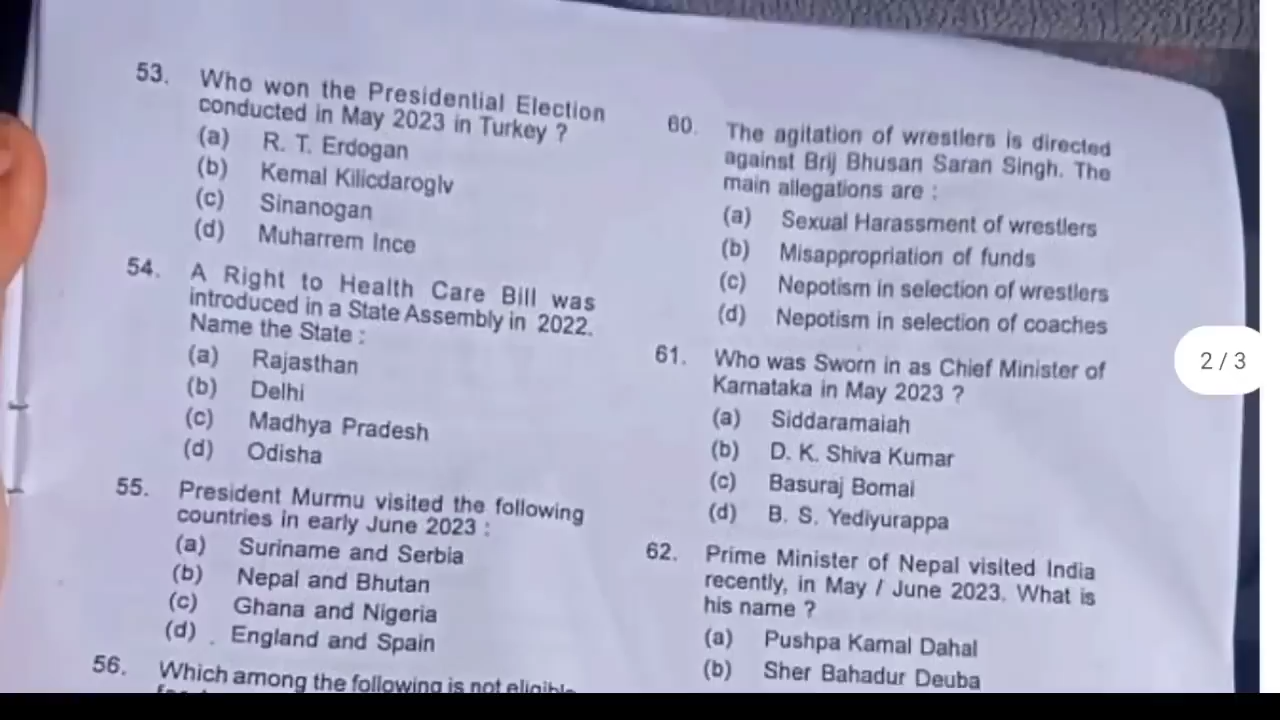 53. Who won the Presidential Election
conducted in May 2023 in Turkey ?
(a) R. T. Erdogan
(b) Kemal Kilicdaroglv
(c) Sinanogan
(d) Muharrem Ince
54. A Right to Health Care Bill was
introduced in a State Assembly in 2022.
Name the State :
(a) Rajasthan
(b) Delhi
(c) Madhya Pradesh
(d) Odisha
55. President Murmu visited the following
countries in early June 2023 :
(a) Suriname and Serbia
(b) Nepal and Bhutan
(c) Ghana and Nigeria
(d) England and Spain
56. Which among the following is not eligible
60. The agitation of wrestlers is directed
against Brij Bhusan Saran Singh. The
main allegations are :
(a) Sexual Harassment of wrestlers
(b) Misappropriation of funds
(c) Nepotism in selection of wrestlers
(d) Nepotism in selection of coaches
61. Who was Sworn in as Chief Minister of
Karnataka in May 2023 ?
(a) Siddaramaiah
(b) D. K. Shiva Kumar
(c) Basuraj Bomai
(d) B. S. Yediyurappa
62. Prime Minister of Nepal visited India
recently, in May / June 2023. What is
his name ?
(a) Pushpa Kamal Dahal
(b) Sher Bahadur Deuba
2 / 3